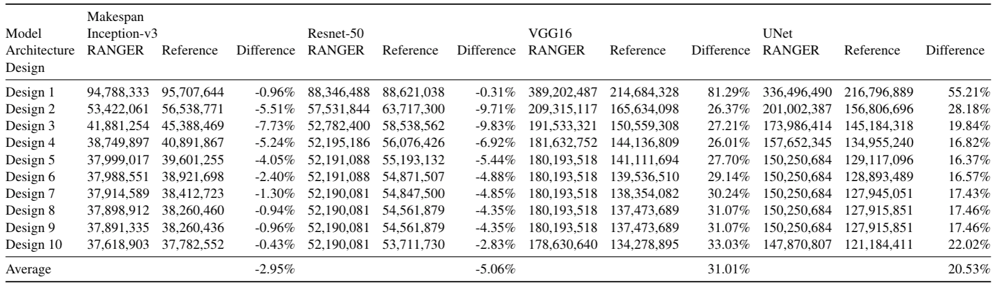 Makespan
Model Inception-v3 Resnet-50 VGG16 UNet
Architecture RANGER Reference Difference RANGER Reference Difference RANGER Reference Difference RANGER Reference Difference
Design
Design 1 94,788,333 95,707,644 -0.96% 88,346,488 88,621,038 -0.31% 389,202,487 214,684,328 81.29% 336,496,490 216,796,889 55.21%
Design 2 53,422,061 56,538,771 -5.51% 57,531,844 63,717,300 -9.71% 209,315,117 165,634,098 26.37% 201,002,387 156,806,696 28.18%
Design 3 41,881,254 45,388,469 -7.73% 52,782,400 58,538,562 -9.83% 191,533,321 150,559,308 27.21% 173,986,414 145,184,318 19.84%
Design 4 38,749,897 40,891,867 -5.24% 52,195,186 56,076,426 -6.92% 181,632,752 144,136,809 26.01% 157,652,345 134,955,240 16.82%
Design 5 37,999,017 39,601,255 -4.05% 52,191,088 55,193,132 -5.44% 180,193,518 141,111,694 27.70% 150,250,684 129,117,096 16.37%
Design 6 37,988,551 38,921,698 -2.40% 52,191,088 54,871,507 -4.88% 180,193,518 139,536,510 29.14% 150,250,684 128,893,489 16.57%
Design 7 37,914,589 38,412,723 -1.30% 52,190,081 54,847,500 -4.85% 180,193,518 138,354,082 30.24% 150,250,684 127,945,051 17.43%
Design 8 37,898,912 38,260,460 -0.94% 52,190,081 54,561,879 -4.35% 180,193,518 137,473,689 31.07% 150,250,684 127,915,851 17.46%
Design 9 37,891,335 38,260,436 -0.96% 52,190,081 54,561,879 -4.35% 180,193,518 137,473,689 31.07% 150,250,684 127,915,851 17.46%
Design 10 37,618,903 37,782,552 -0.43% 52,190,081 53,711,730 -2.83% 178,630,640 134,278,895 33.03% 147,870,807 121,184,411 22.02%
Average -2.95% -5.06% 31.01% 20.53%